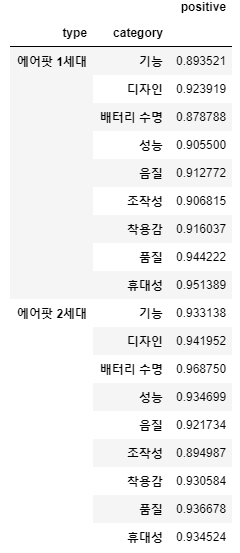 positive
type category
에어팟 1세대 기능 0.893521
디자인 0.923919
배터리 수명 0.878788
성능 0.905500
음질 0.912772
조작성 0.906815
착용감 0.916037
품질 0.944222
휴대성 0.951389
에어팟 2세대 기능 0.933138
디자인 0.941952
배터리 수명 0.968750
성능 0.934699
음질 0.921734
조작성 0.894987
착용감 0.930584
품질 0.936678
휴대성 0.934524